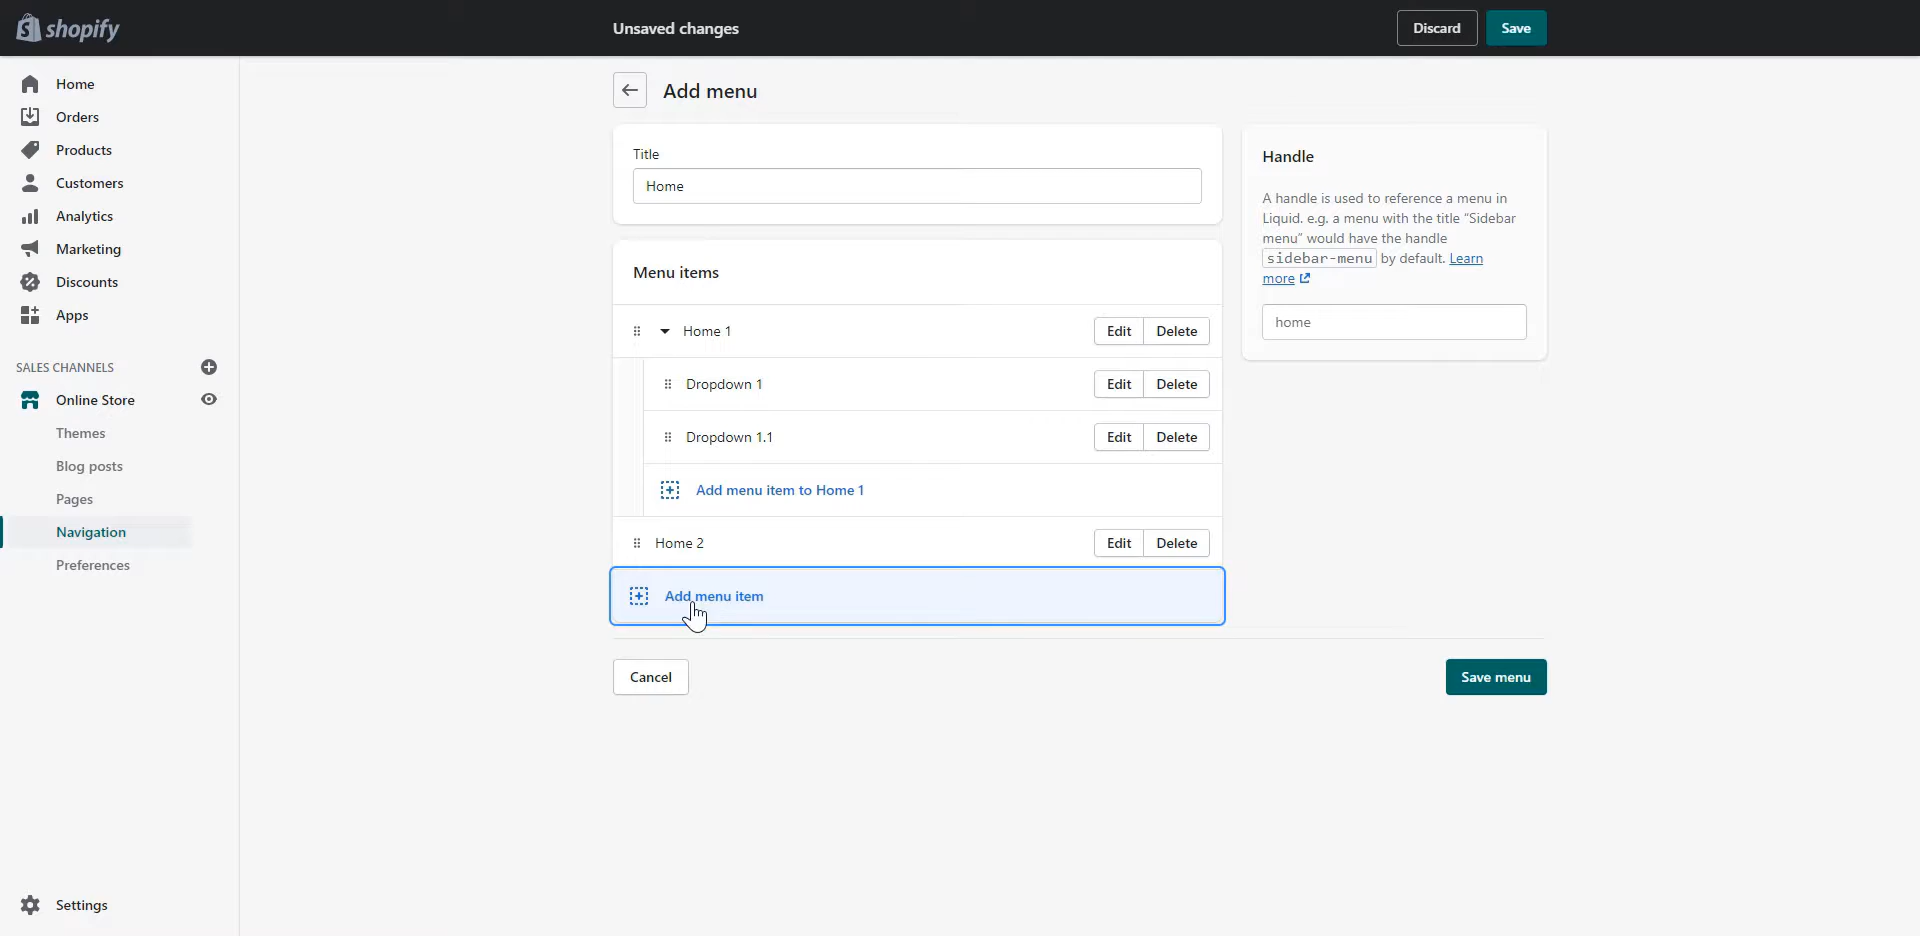 shopify
Unsaved changes
Discard
Save
Home
Orders
Products
Customers
Analytics
Marketing
Discounts
Apps
SALES CHANNELS
Online Store
Themes
Blog posts
Pages
Navigation
Preferences
Settings
Add menu
Title
Home
Menu items
Home 1
Edit
Delete
Dropdown 1
Edit
Delete
Dropdown 1.1
Edit
Delete
Add menu item to Home 1
Home 2
Edit
Delete
Add menu item
Cancel
Save menu
Handle
A handle is used to reference a menu in
Liquid. e.g. a menu with the title “Sidebar
menu” would have the handle
sidebar-menu by default. Learn
more
home